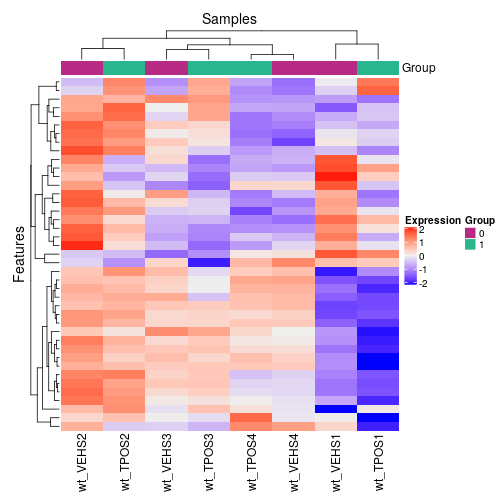 Samples
Group
Features
Expression Group
2
1
0
-1
-2
0
1
wt_VEHS2
wt_TPOS2
wt_VEHS3
wt_TPOS3
wt_TPOS4
wt_VEHS4
wt_VEHS1
wt_TPOS1